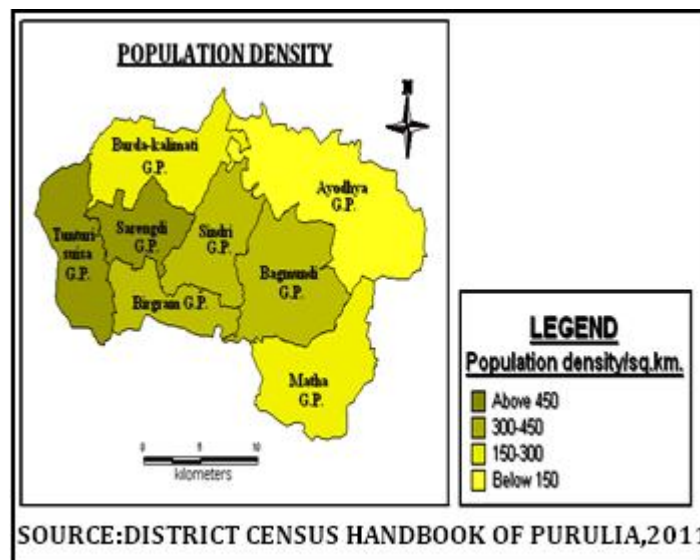 POPULATION DENSITY
N
Burda-kalimati
G.P.
Ayodhya
G.P.
Tunturi-
suisa
G.P.
Sarengdi
G.P.
Sindri
G.P.
Bagmundi
G.P.
Birgram G.P.
Matha
G.P.
0 5 10
kilometers
LEGEND
Population density/sq.km.
Above 450
300-450
150-300
Below 150
SOURCE:DISTRICT CENSUS HANDBOOK OF PURULIA,2011